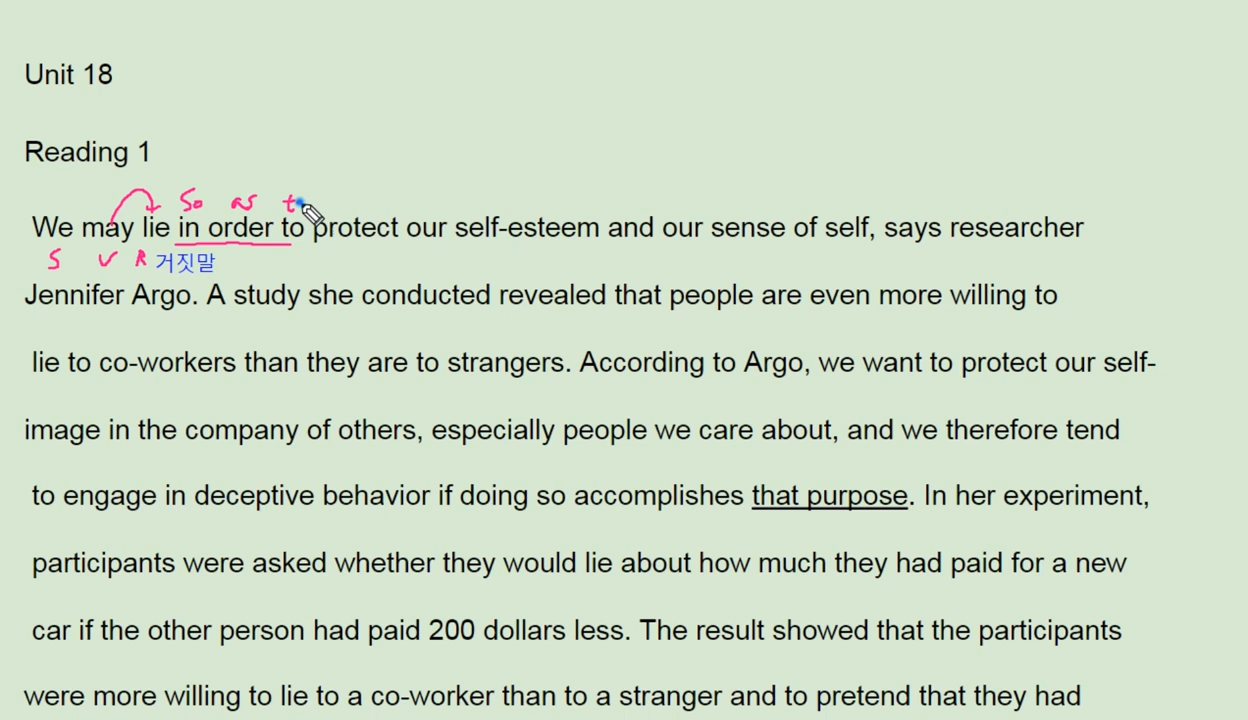 Unit 18
Reading 1
So as t
We may lie in order to protect our self-esteem and our sense of self, says researcher
S V R 거짓말
Jennifer Argo. A study she conducted revealed that people are even more willing to
lie to co-workers than they are to strangers. According to Argo, we want to protect our self-
image in the company of others, especially people we care about, and we therefore tend
to engage in deceptive behavior if doing so accomplishes that purpose. In her experiment,
participants were asked whether they would lie about how much they had paid for a new
car if the other person had paid 200 dollars less. The result showed that the participants
were more willing to lie to a co-worker than to a stranger and to pretend that they had